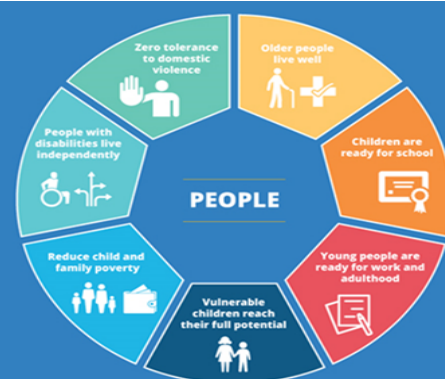 Zero tolerance
to domestic
violence
Older people
live well
Children are
ready for school
Young people are
ready for work and
adulthood
Vulnerable
children reach
their full potential
Reduce child and
family poverty
People with
disabilities live
independently
PEOPLE